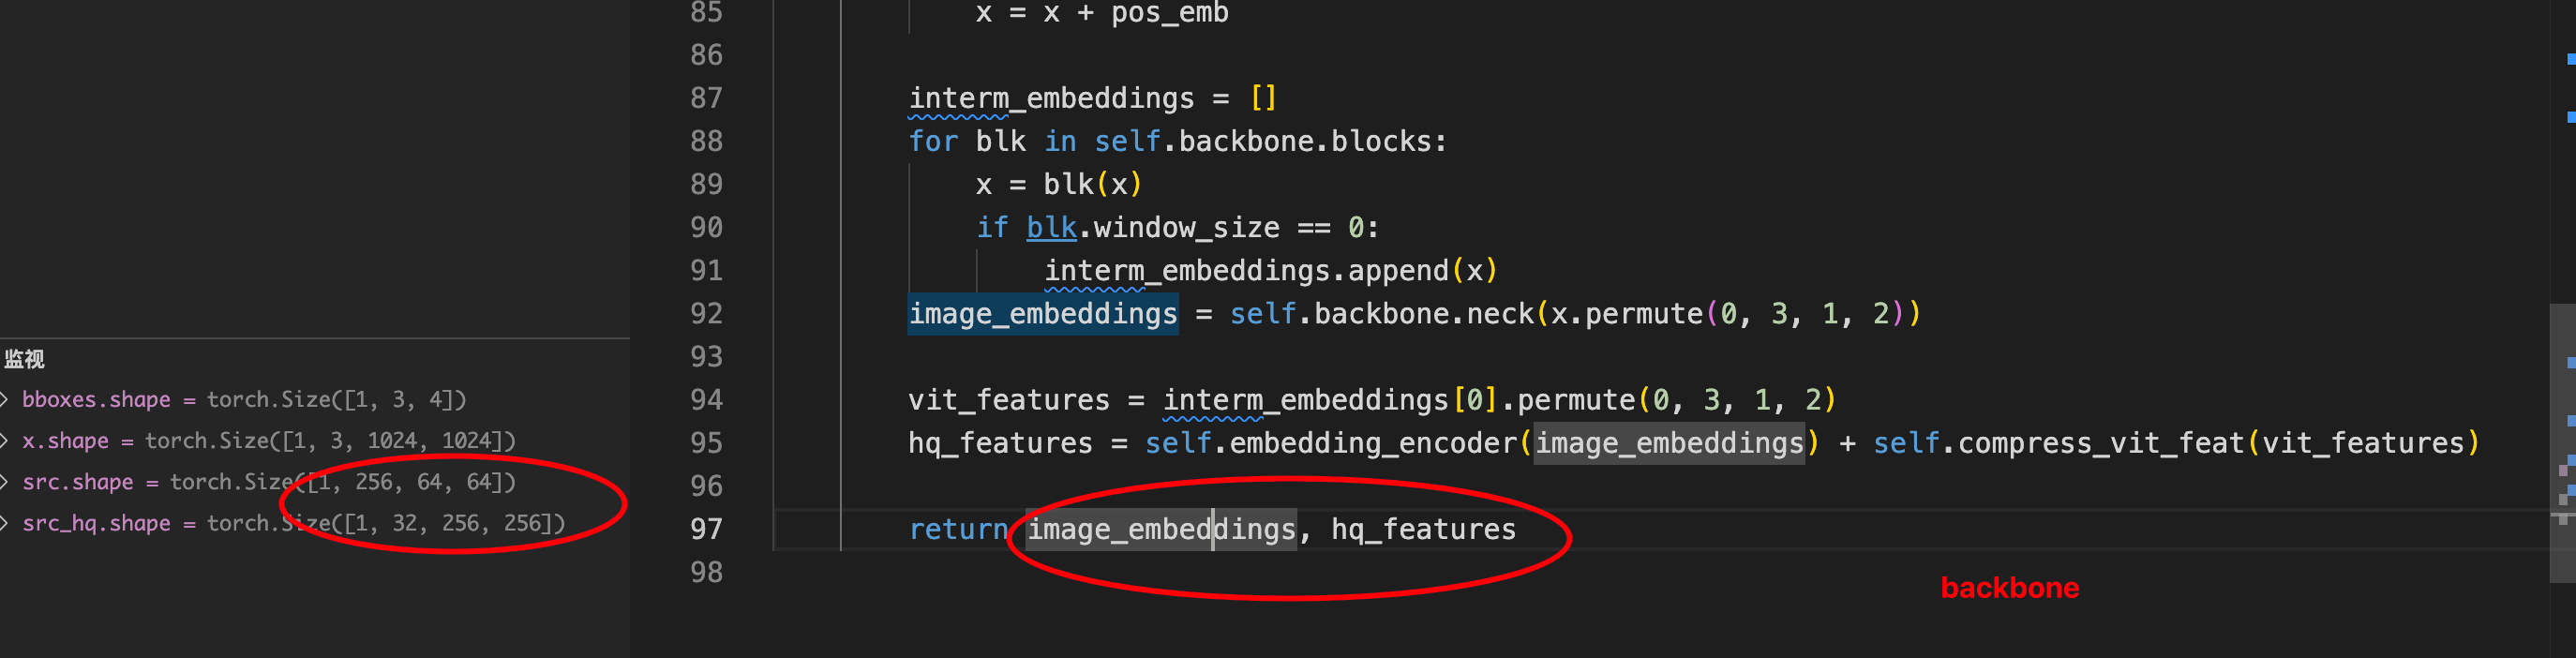 监视
bboxes.shape = torch.Size([1, 3, 4])
x.shape = torch.Size([1, 3, 1024, 1024])
src.shape = torch.Size([1, 256, 64, 64])
src_hq.shape = torch.Size([1, 32, 256, 256])
85 x = x + pos_emb
86
87 interm_embeddings = []
88 for blk in self.backbone.blocks:
89 x = blk(x)
90 if blk.window_size == 0:
91 interm_embeddings.append(x)
92 image_embeddings = self.backbone.neck(x.permute(0, 3, 1, 2))
93
94 vit_features = interm_embeddings[0].permute(0, 3, 1, 2)
95 hq_features = self.embedding_encoder(image_embeddings) + self.compress_vit_feat(vit_features)
96
97 return image_embeddings, hq_features
98
backbone